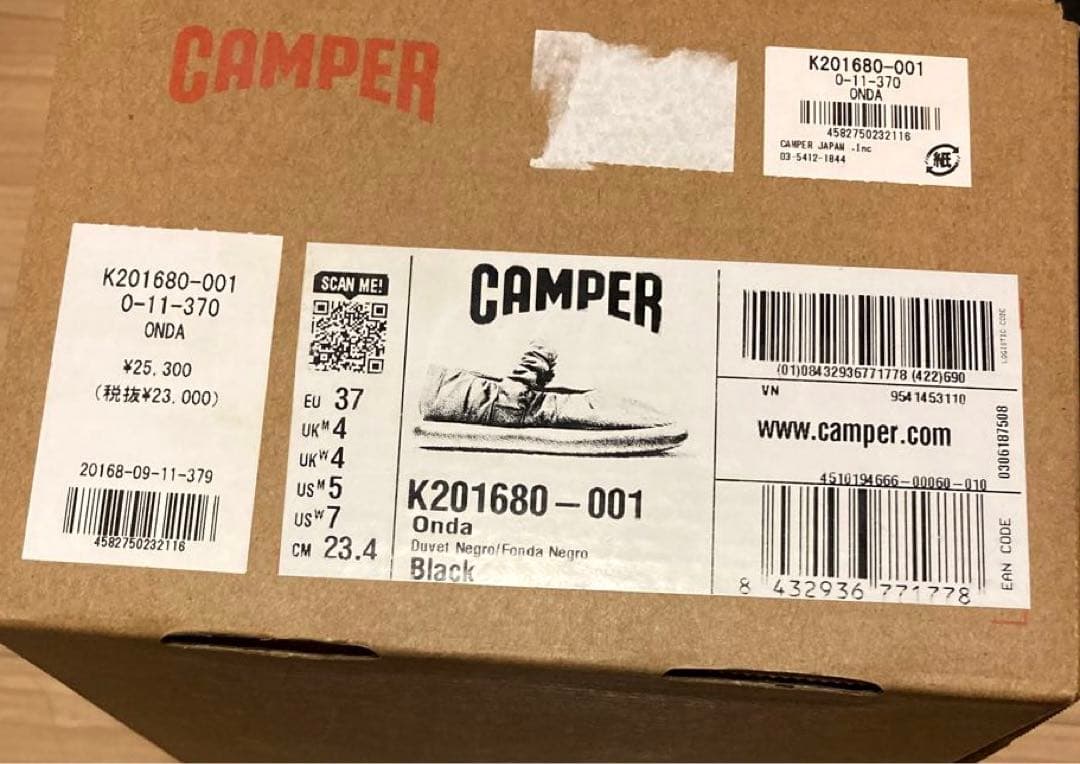 CAMPER
K201680-001
0-11-370
ONDA
4582750232116
CAMPER JAPAN .Inc
03-5412-1844
紙
K201680-001
0-11-370
ONDA
¥25,300
(税抜¥23.000)
20168-09-11-379
4582750232116
SCAN ME!
EU 37
UKᴹ 4
UKᵂ 4
USᴹ 5
USᵂ 7
CM 23.4
CAMPER
K201680-001
Onda
Duvet Negro/Fonda Negro
Black
(01)08432936771778 (422)690
LOGISTIC CODE
VN
9541453110
www.camper.com
0306187508
4510194666-00060-010
8 432936 771778
EAN CODE